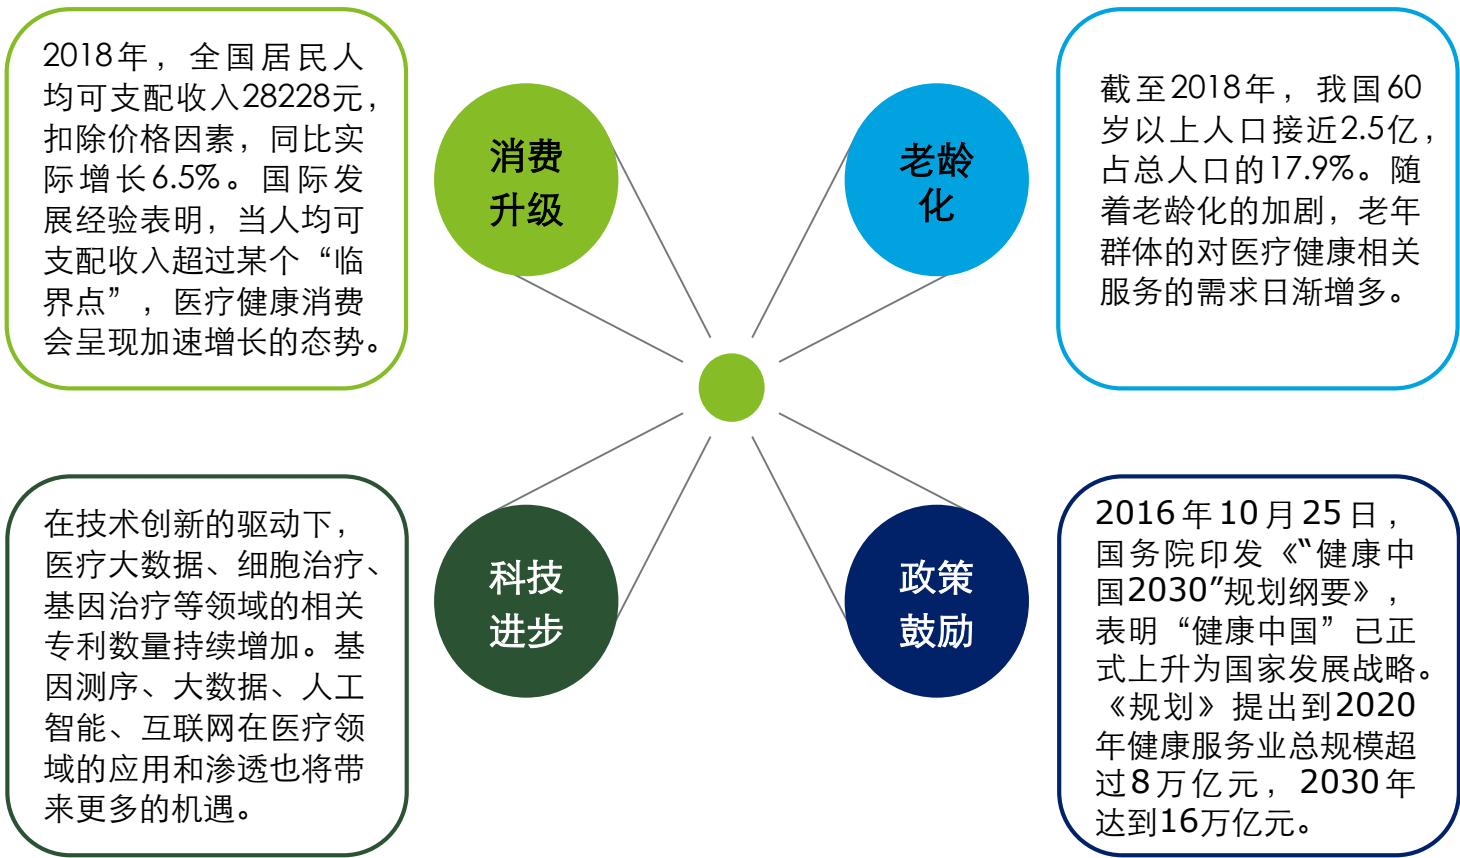 2018年，全国居民人
均可支配收入28228元，
扣除价格因素，同比实
际增长6.5%。国际发
展经验表明，当人均可
支配收入超过某个“临
界点”，医疗健康消费
会呈现加速增长的态势。
消费
升级
老龄
化
截至2018年，我国60
岁以上人口接近2.5亿，
占总人口的17.9%。随
着老龄化的加剧，老年
群体的对医疗健康相关
服务的需求日渐增多。
在技术创新的驱动下，
医疗大数据、细胞治疗、
基因治疗等领域的相关
专利数量持续增加。基
因测序、大数据、人工
智能、互联网在医疗领
域的应用和渗透也将带
来更多的机遇。
科技
进步
政策
鼓励
2016年10月25日，
国务院印发《“健康中
国2030”规划纲要》，
表明“健康中国”已正
式上升为国家发展战略。
《规划》提出到2020
年健康服务业总规模超
过8万亿元，2030年
达到16万亿元。